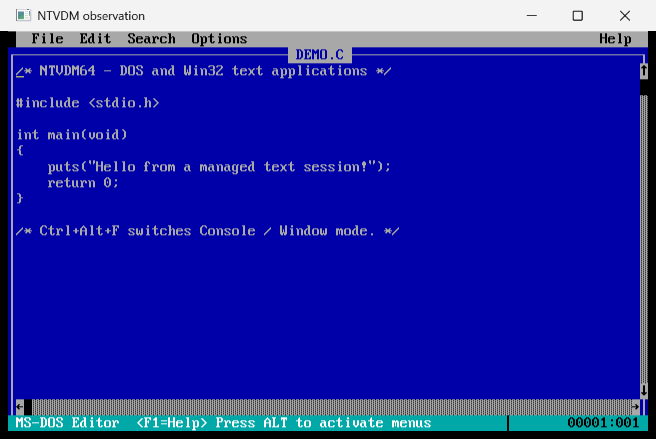 NTVDM observation
File Edit Search Options Help
DEMO.C
/* NTVDM64 - DOS and Win32 text applications */
#include <stdio.h>
int main(void)
{
    puts("Hello from a managed text session!");
    return 0;
}
/* Ctrl+Alt+F switches Console / Window mode. */
MS-DOS Editor <F1=Help> Press ALT to activate menus 00001:001